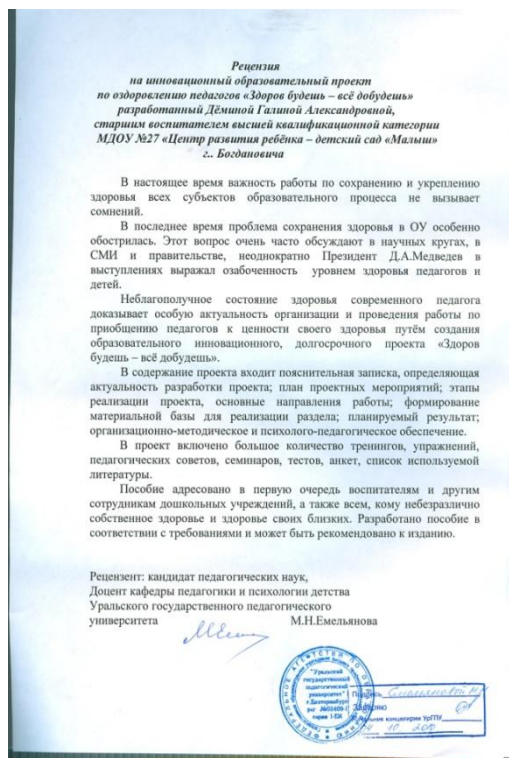 Рецензия
на инновационный образовательный проект
по оздоровлению педагогов «Здоров будешь – всё добудешь»
разработанный Дёминой Галиной Александровной,
старшим воспитателем высшей квалификационной категории
МДОУ №27 «Центр развития ребёнка – детский сад «Малыш»
г.. Богдановича
В настоящее время важность работы по сохранению и укреплению
здоровья всех субъектов образовательного процесса не вызывает
сомнений.
В последнее время проблема сохранения здоровья в ОУ особенно
обострилась. Этот вопрос очень часто обсуждают в научных кругах, в
СМИ и правительстве, неоднократно Президент Д.А.Медведев в
выступлениях выражал озабоченность уровнем здоровья педагогов и
детей.
Неблагополучное состояние здоровья современного педагога
доказывает особую актуальность организации и проведения работы по
приобщению педагогов к ценности своего здоровья путём создания
образовательного инновационного, долгосрочного проекта «Здоров
будешь – всё добудешь».
В содержание проекта входит пояснительная записка, определяющая
актуальность разработки проекта; план проектных мероприятий; этапы
реализации проекта, основные направления работы; формирование
материальной базы для реализации раздела; планируемый результат;
организационно-методическое и психолого-педагогическое обеспечение.
В проект включено большое количество тренингов, упражнений,
педагогических советов, семинаров, тестов, анкет, список используемой
литературы.
Пособие адресовано в первую очередь воспитателям и другим
сотрудникам дошкольных учреждений, а также всем, кому небезразлично
собственное здоровье и здоровье своих близких. Разработано пособие в
соответствии с требованиями и может быть рекомендовано к изданию.
Рецензент: кандидат педагогических наук,
Доцент кафедры педагогики и психологии детства
Уральского государственного педагогического
университета М.Н.Емельянова
"Уральский
государственный
педагогический
университет"
г.Екатеринбург
Подпись
канцелярии УрГПУ
10